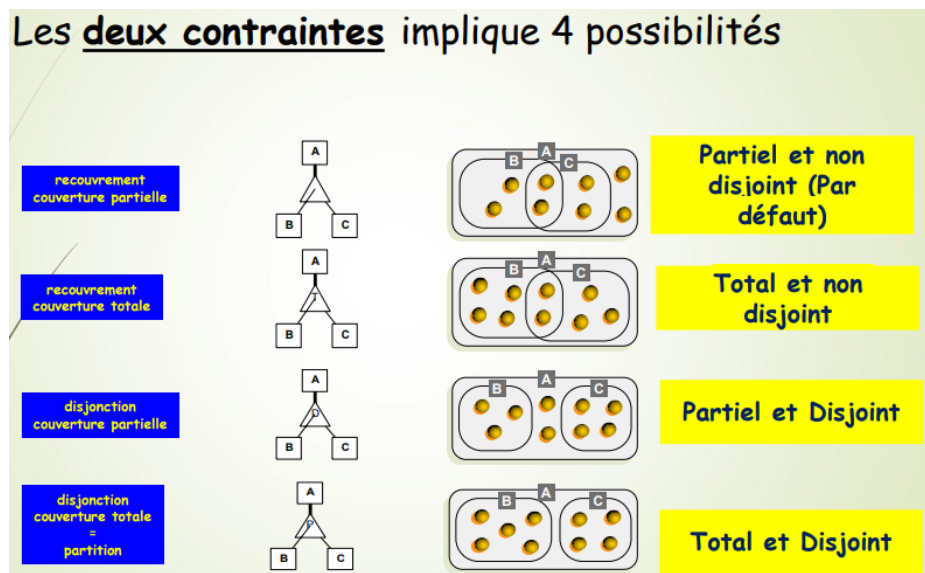 Les deux contraintes implique 4 possibilités
recouvrement
couverture partielle
A
B C
A
B C
Partiel et non
disjoint (Par
défaut)
recouvrement
couverture totale
A
T
B C
A
B C
Total et non
disjoint
disjonction
couverture partielle
A
D
B C
A
B C
Partiel et Disjoint
disjonction
couverture totale
=
partition
A
P
B C
A
B C
Total et Disjoint